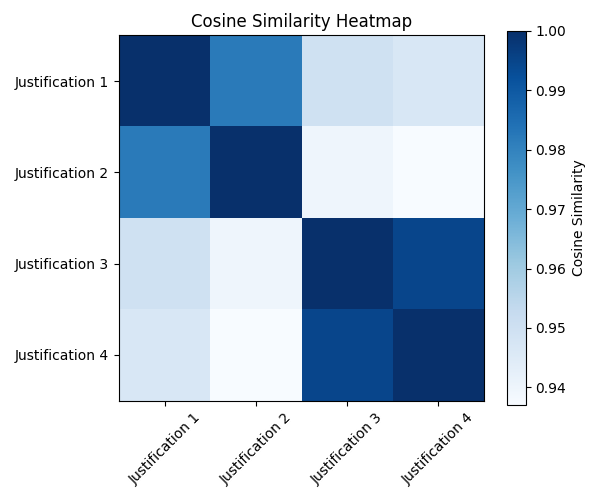 Cosine Similarity Heatmap
Justification 1
Justification 2
Justification 3
Justification 4
Justification 1
Justification 2
Justification 3
Justification 4
1.00
0.99
0.98
0.97
0.96
0.95
0.94
Cosine Similarity